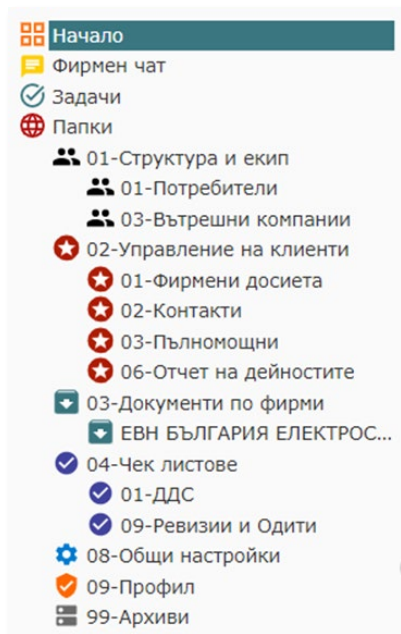 Начало
Фирмен чат
Задачи
Папки
01-Структура и екип
01-Потребители
03-Вътрешни компании
02-Управление на клиенти
01-Фирмени досиета
02-Контакти
03-Пълномощни
06-Отчет на дейностите
03-Документи по фирми
ЕВН БЪЛГАРИЯ ЕЛЕКТРОС...
04-Чек листове
01-ДДС
09-Ревизии и Одити
08-Общи настройки
09-Профил
99-Архиви